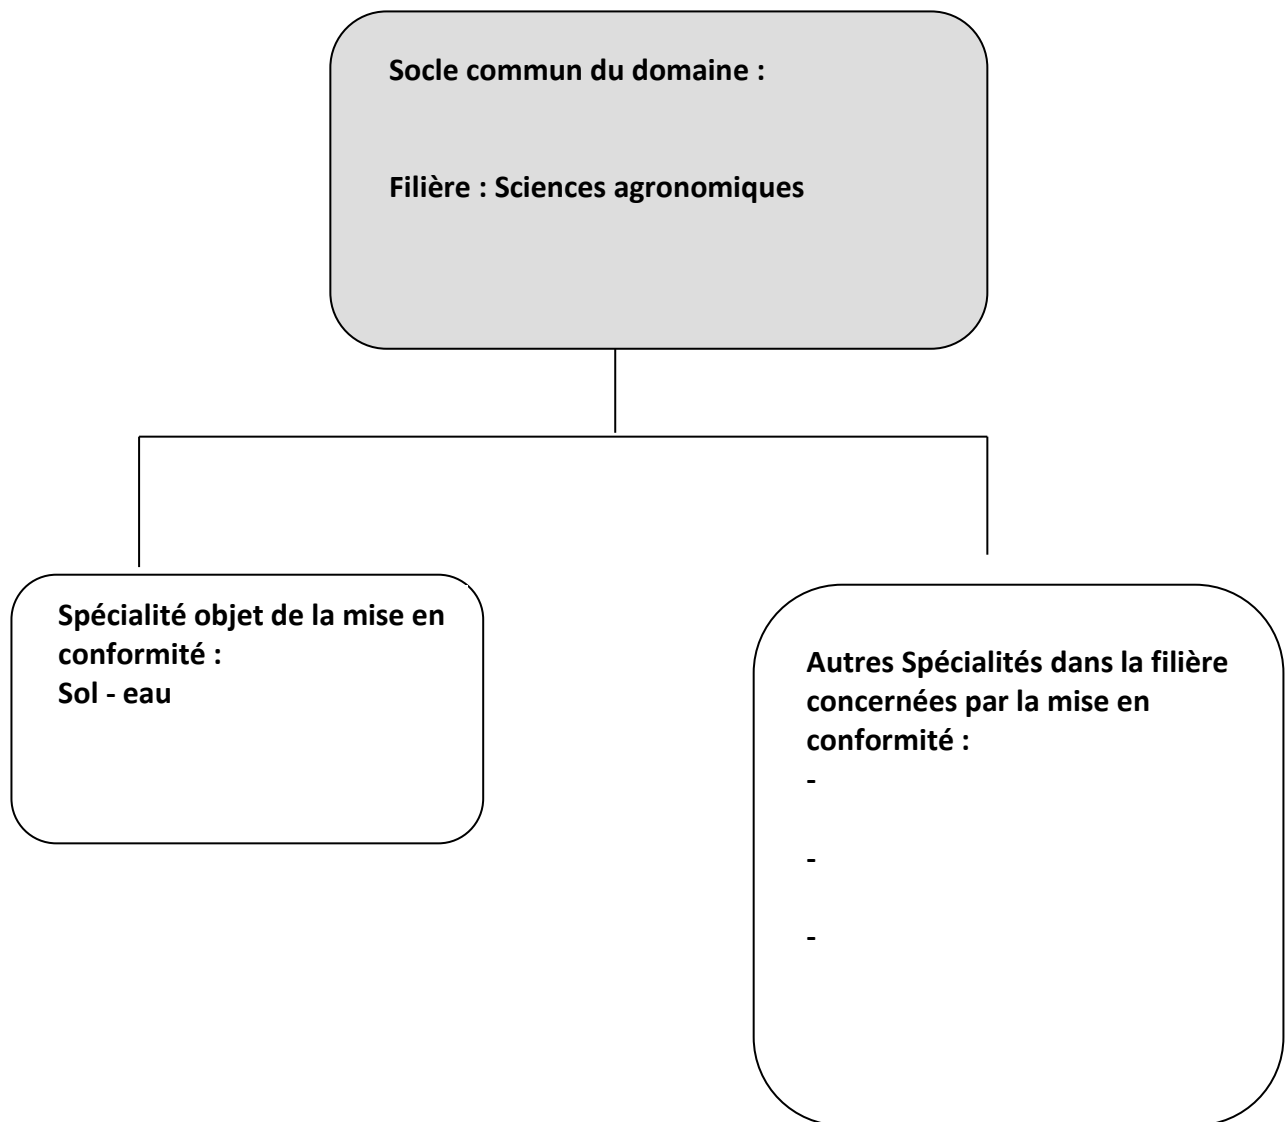 Socle commun du domaine :
Filière : Sciences agronomiques
Spécialité objet de la mise en
conformité :
Sol - eau
Autres Spécialités dans la filière
concernées par la mise en
conformité :
-
-
-